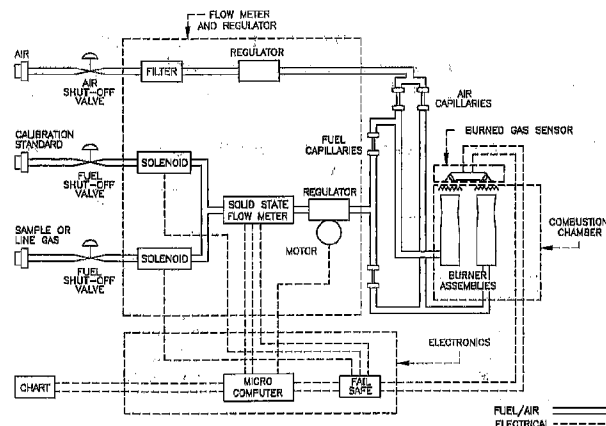 FLOW METER
AND REGULATOR
AIR
REGULATOR
FILTER
AIR
SHUT-OFF
VALVE
AIR
CAPILLARIES
CALIBRATION
STANDARD
BURNED GAS SENSOR
FUEL
CAPILLARIES
SOLENOID
FUEL
SHUT-OFF
VALVE
REGULATOR
SOLID STATE
FLOW METER
SAMPLE OR
LINE GAS
COMBUSTION
CHAMBER
MOTOR
SOLENOID
BURNER
ASSEMBLIES
FUEL
SHUT-OFF
VALVE
ELECTRONICS
CHART
MICRO
COMPUTER
FAIL
SAFE
FUEL/AIR
ELECTRICAL